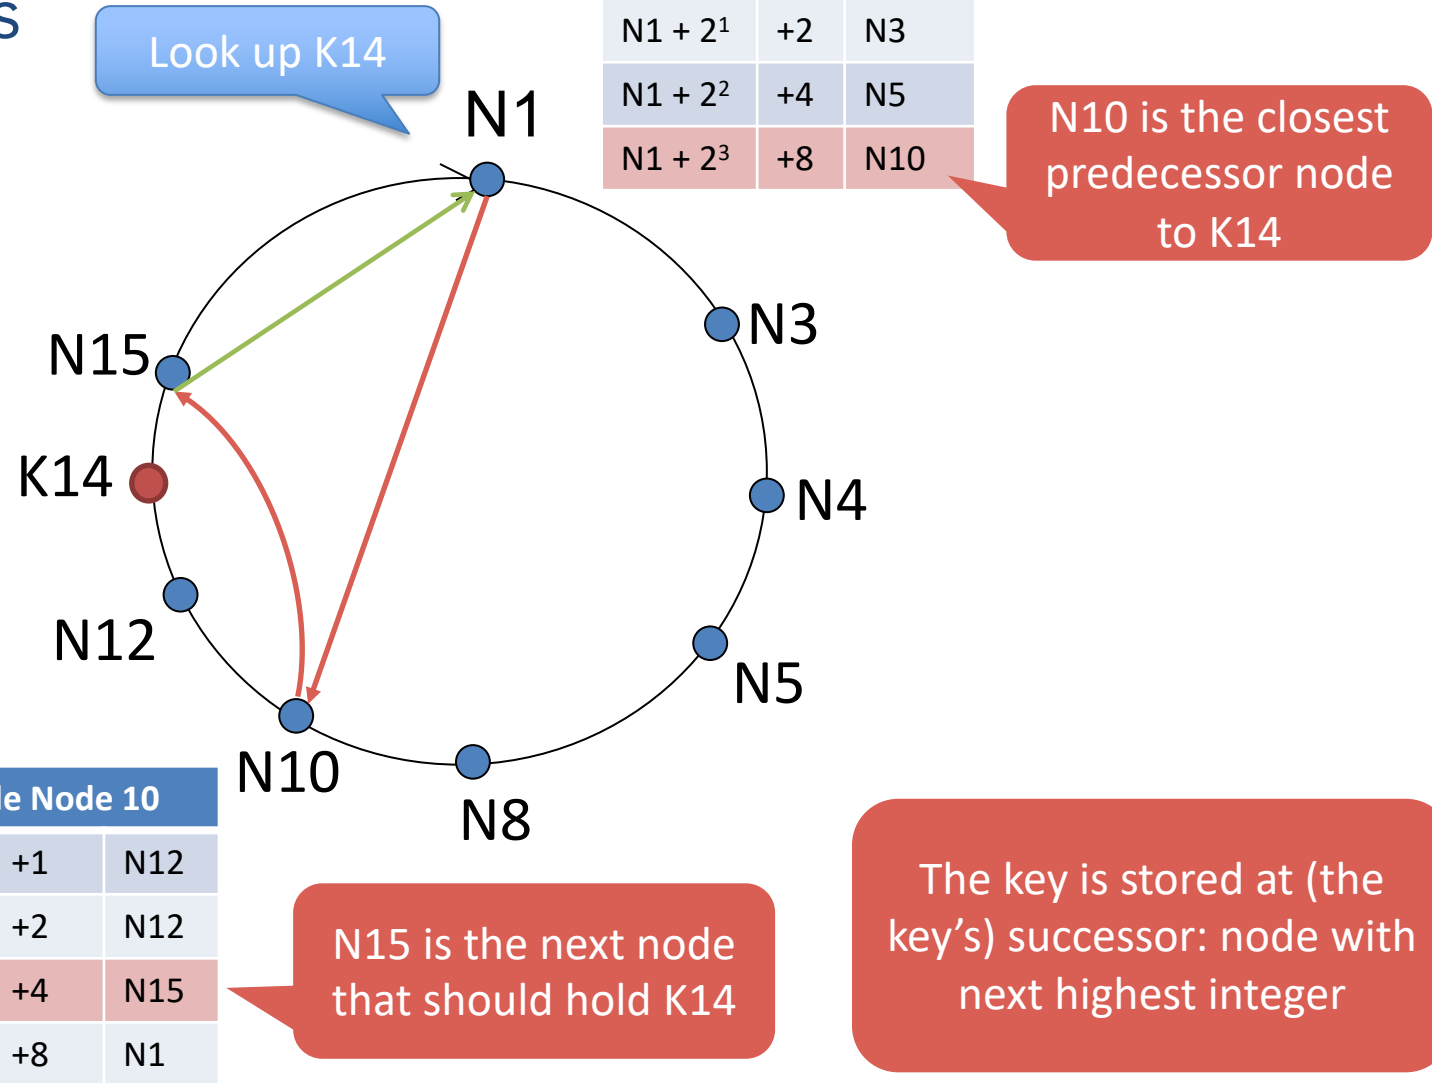 s
Look up K14
N1 + 2¹ +2 N3
N1 + 2² +4 N5
N1 + 2³ +8 N10
N10 is the closest
predecessor node
to K14
N1
N3
N15
K14
N4
N12
N5
N10
N8
le Node 10
+1 N12
+2 N12
+4 N15
+8 N1
N15 is the next node
that should hold K14
The key is stored at (the
key’s) successor: node with
next highest integer